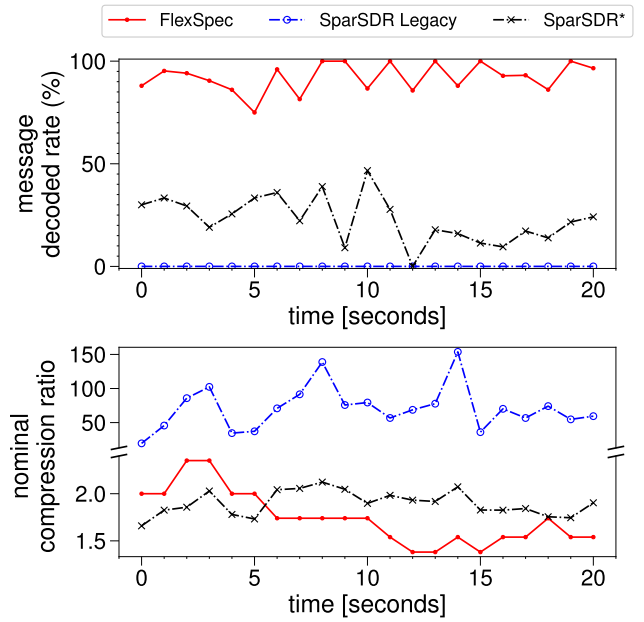 FlexSpec SparSDR Legacy SparSDR*
message
decoded rate (%)
100
50
0
0 5 10 15 20
time [seconds]
nominal
compression ratio
150
100
50
2.0
1.5
0 5 10 15 20
time [seconds]